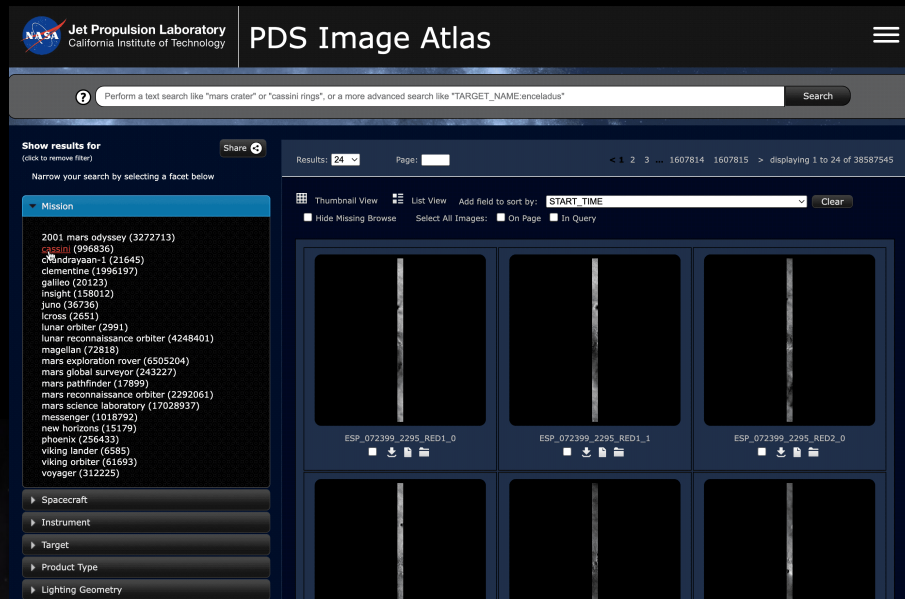 NASA
Jet Propulsion Laboratory
California Institute of Technology
PDS Image Atlas
?
Perform a text search like "mars crater" or "cassini rings", or a more advanced search like "TARGET_NAME:enceladus"
Search
Show results for
(click to remove filter)
Share
Narrow your search by selecting a facet below
Mission
2001 mars odyssey (3272713)
cassini (996836)
chandrayaan-1 (21645)
clementine (1996197)
galileo (20123)
insight (158012)
juno (36736)
lcross (2651)
lunar orbiter (2991)
lunar reconnaissance orbiter (4248401)
magellan (72818)
mars exploration rover (6505204)
mars global surveyor (243227)
mars pathfinder (17899)
mars reconnaissance orbiter (2292061)
mars science laboratory (17028937)
messenger (1018792)
new horizons (15179)
phoenix (256433)
viking lander (6585)
viking orbiter (61693)
voyager (312225)
Spacecraft
Instrument
Target
Product Type
Lighting Geometry
Results: 24 Page: < 1 2 3 ... 1607814 1607815 > displaying 1 to 24 of 38587545
Thumbnail View List View Add field to sort by: START_TIME Clear
Hide Missing Browse Select All Images: On Page In Query
ESP_072399_2295_RED1_0 ESP_072399_2295_RED1_1 ESP_072399_2295_RED2_0